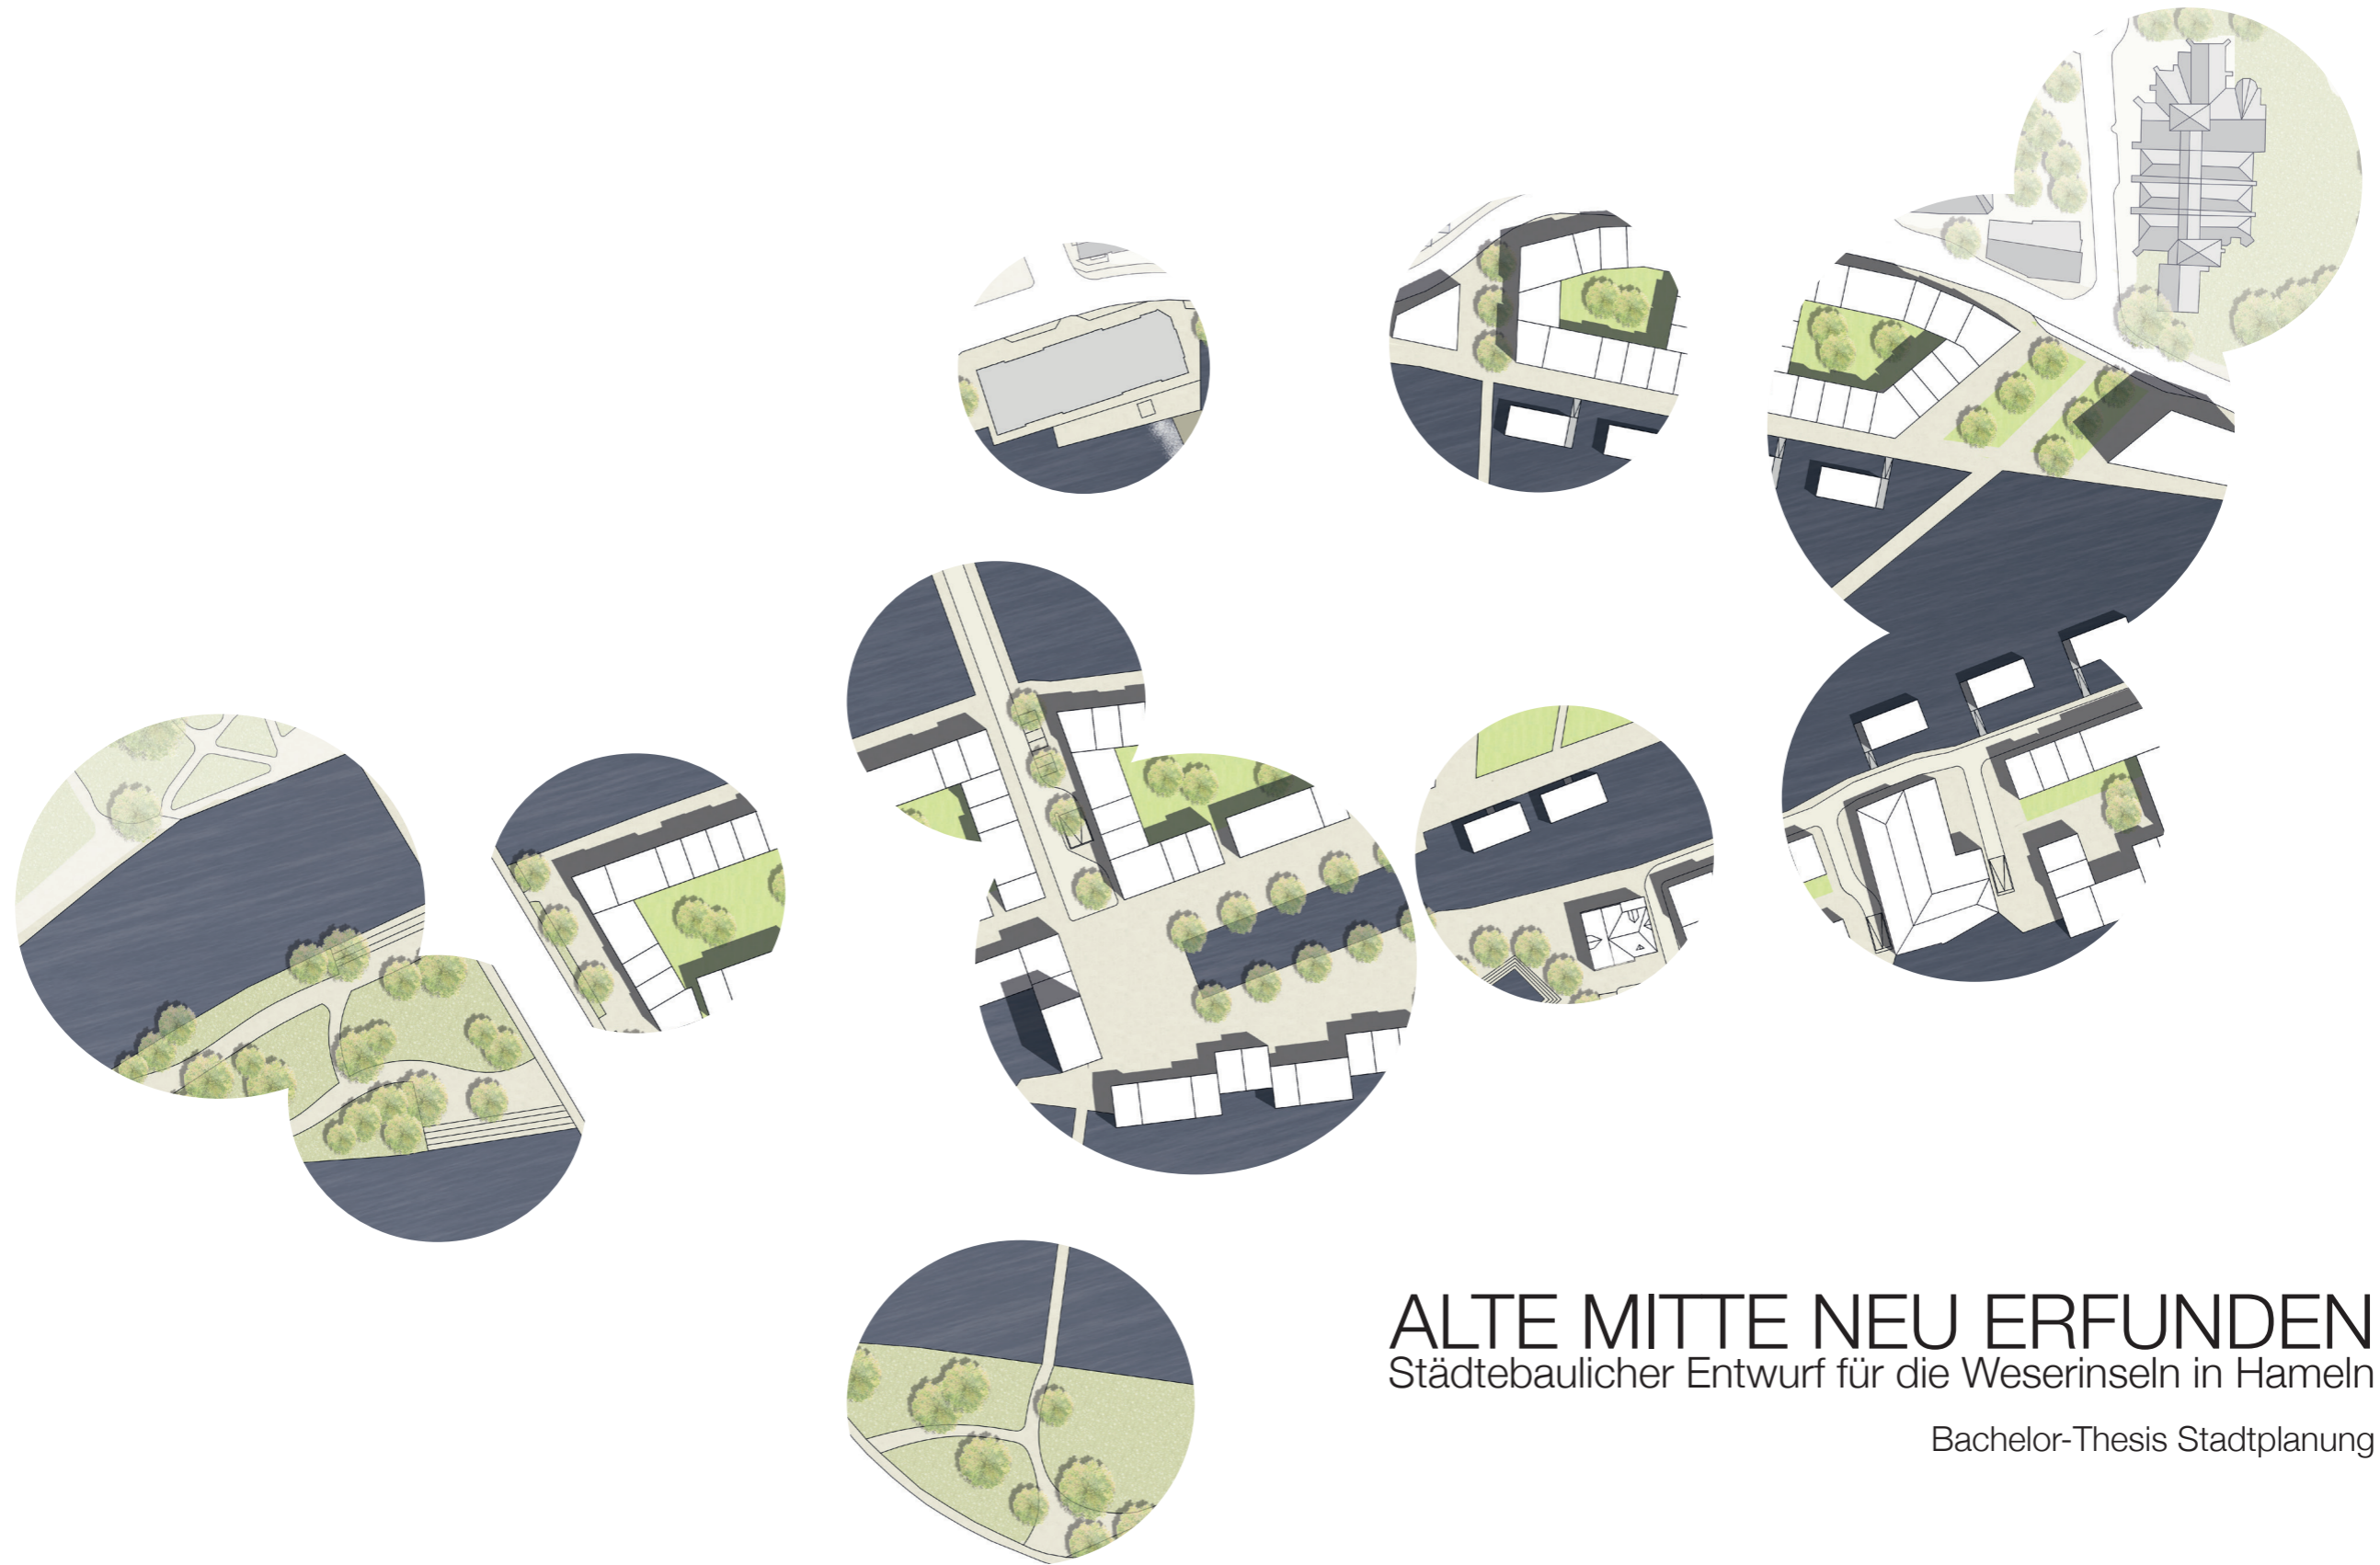 ALTE MITTE NEU ERFUNDEN
Städtebaulicher Entwurf für die Weserinseln in Hameln
Bachelor-Thesis Stadtplanung